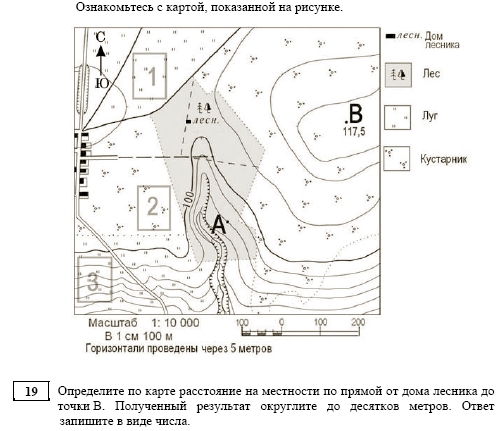 Ознакомьтесь с картой, показанной на рисунке.
С
Ю
1
лесн.
.В
117,5
лесн. Дом
лесника
Лес
Луг
Кустарник
100
2
А
3
Масштаб 1: 10 000
В 1 см 100 м
100 0 100 200
Горизонтали проведены через 5 метров
19 Определите по карте расстояние на местности по прямой от дома лесника до
точки В. Полученный результат округлите до десятков метров. Ответ
запишите в виде числа.